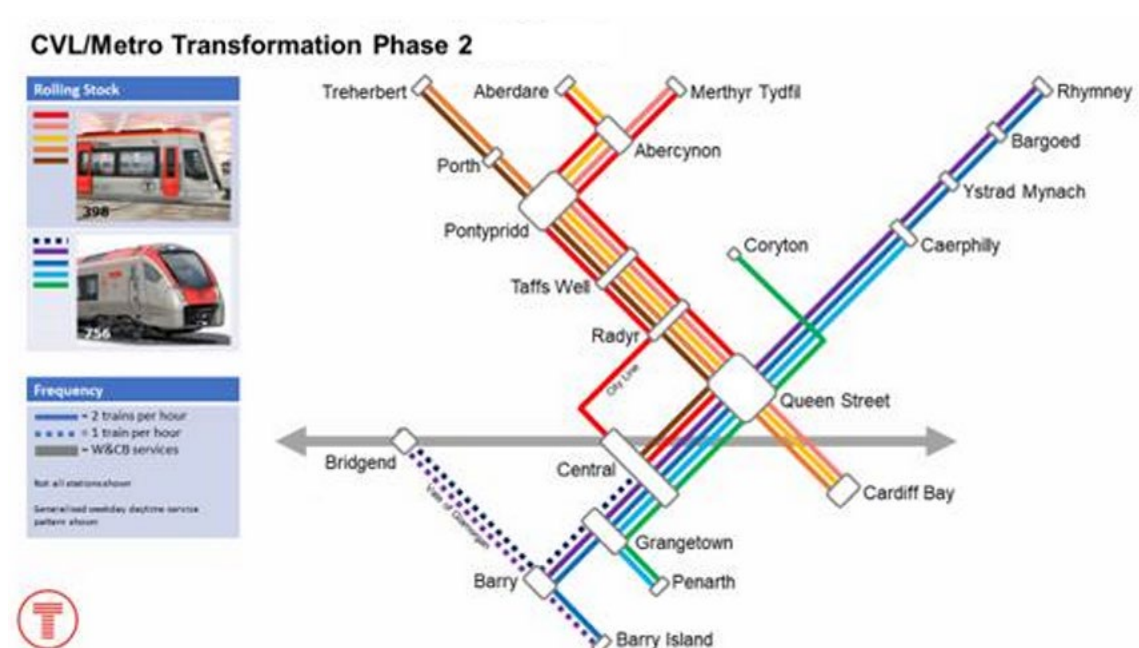 CVL/Metro Transformation Phase 2
Rolling Stock
398
756
Frequency
= 2 trains per hour
= 1 train per hour
= W&CB services
Not all stations shown
Generalised weekday daytime service
pattern shown
Treherbert
Aberdare
Merthyr Tydfil
Rhymney
Bargoed
Abercynon
Porth
Ystrad Mynach
Pontypridd
Coryton
Caerphilly
Taffs Well
Radyr
City Line
Queen Street
Bridgend
Central
Cardiff Bay
Vale of Glamorgan
Grangetown
Barry
Penarth
Barry Island
T